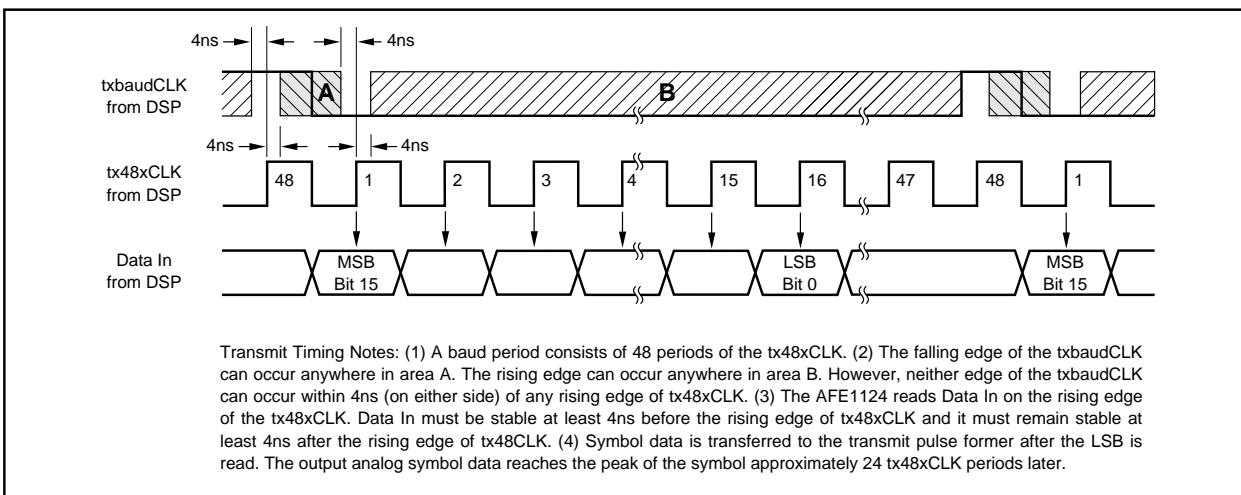 4ns
4ns
txbaudCLK
from DSP
A
B
4ns
4ns
tx48xCLK
from DSP
48
1
2
3
4
15
16
47
48
1
Data In
from DSP
MSB
Bit 15
LSB
Bit 0
MSB
Bit 15
Transmit Timing Notes: (1) A baud period consists of 48 periods of the tx48xCLK. (2) The falling edge of the txbaudCLK
can occur anywhere in area A. The rising edge can occur anywhere in area B. However, neither edge of the txbaudCLK
can occur within 4ns (on either side) of any rising edge of tx48xCLK. (3) The AFE1124 reads Data In on the rising edge
of the tx48xCLK. Data In must be stable at least 4ns before the rising edge of tx48xCLK and it must remain stable at
least 4ns after the rising edge of tx48CLK. (4) Symbol data is transferred to the transmit pulse former after the LSB is
read. The output analog symbol data reaches the peak of the symbol approximately 24 tx48xCLK periods later.